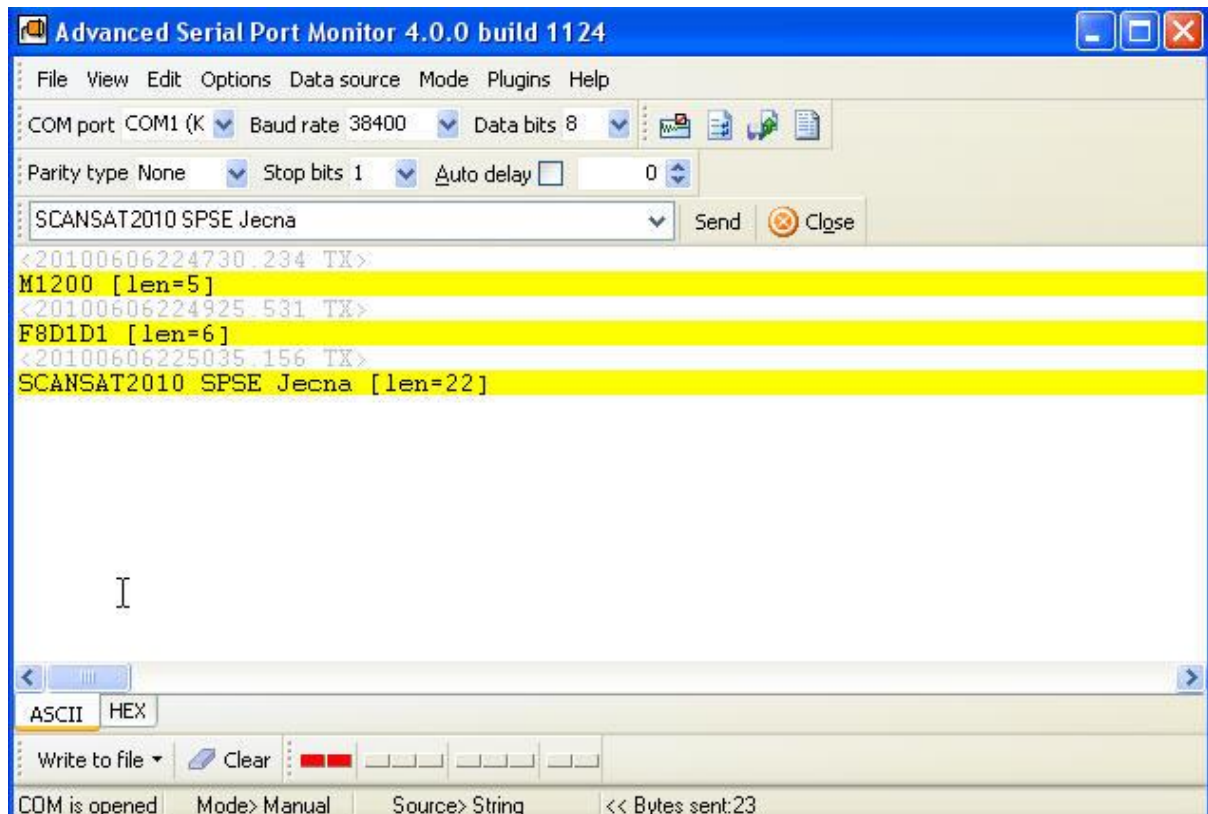 Advanced Serial Port Monitor 4.0.0 build 1124
File View Edit Options Data source Mode Plugins Help
COM port COM1 (K Baud rate 38400 Data bits 8
Parity type None Stop bits 1 Auto delay 0
SCANSAT2010 SPSE Jecna Send Close
<20100606224730.234 TX>
M1200 [len=5]
<20100606224925.531 TX>
F8D1D1 [len=6]
<20100606225035.156 TX>
SCANSAT2010 SPSE Jecna [len=22]
ASCII HEX
Write to file Clear
COM is opened Mode> Manual Source> String << Bytes sent:23